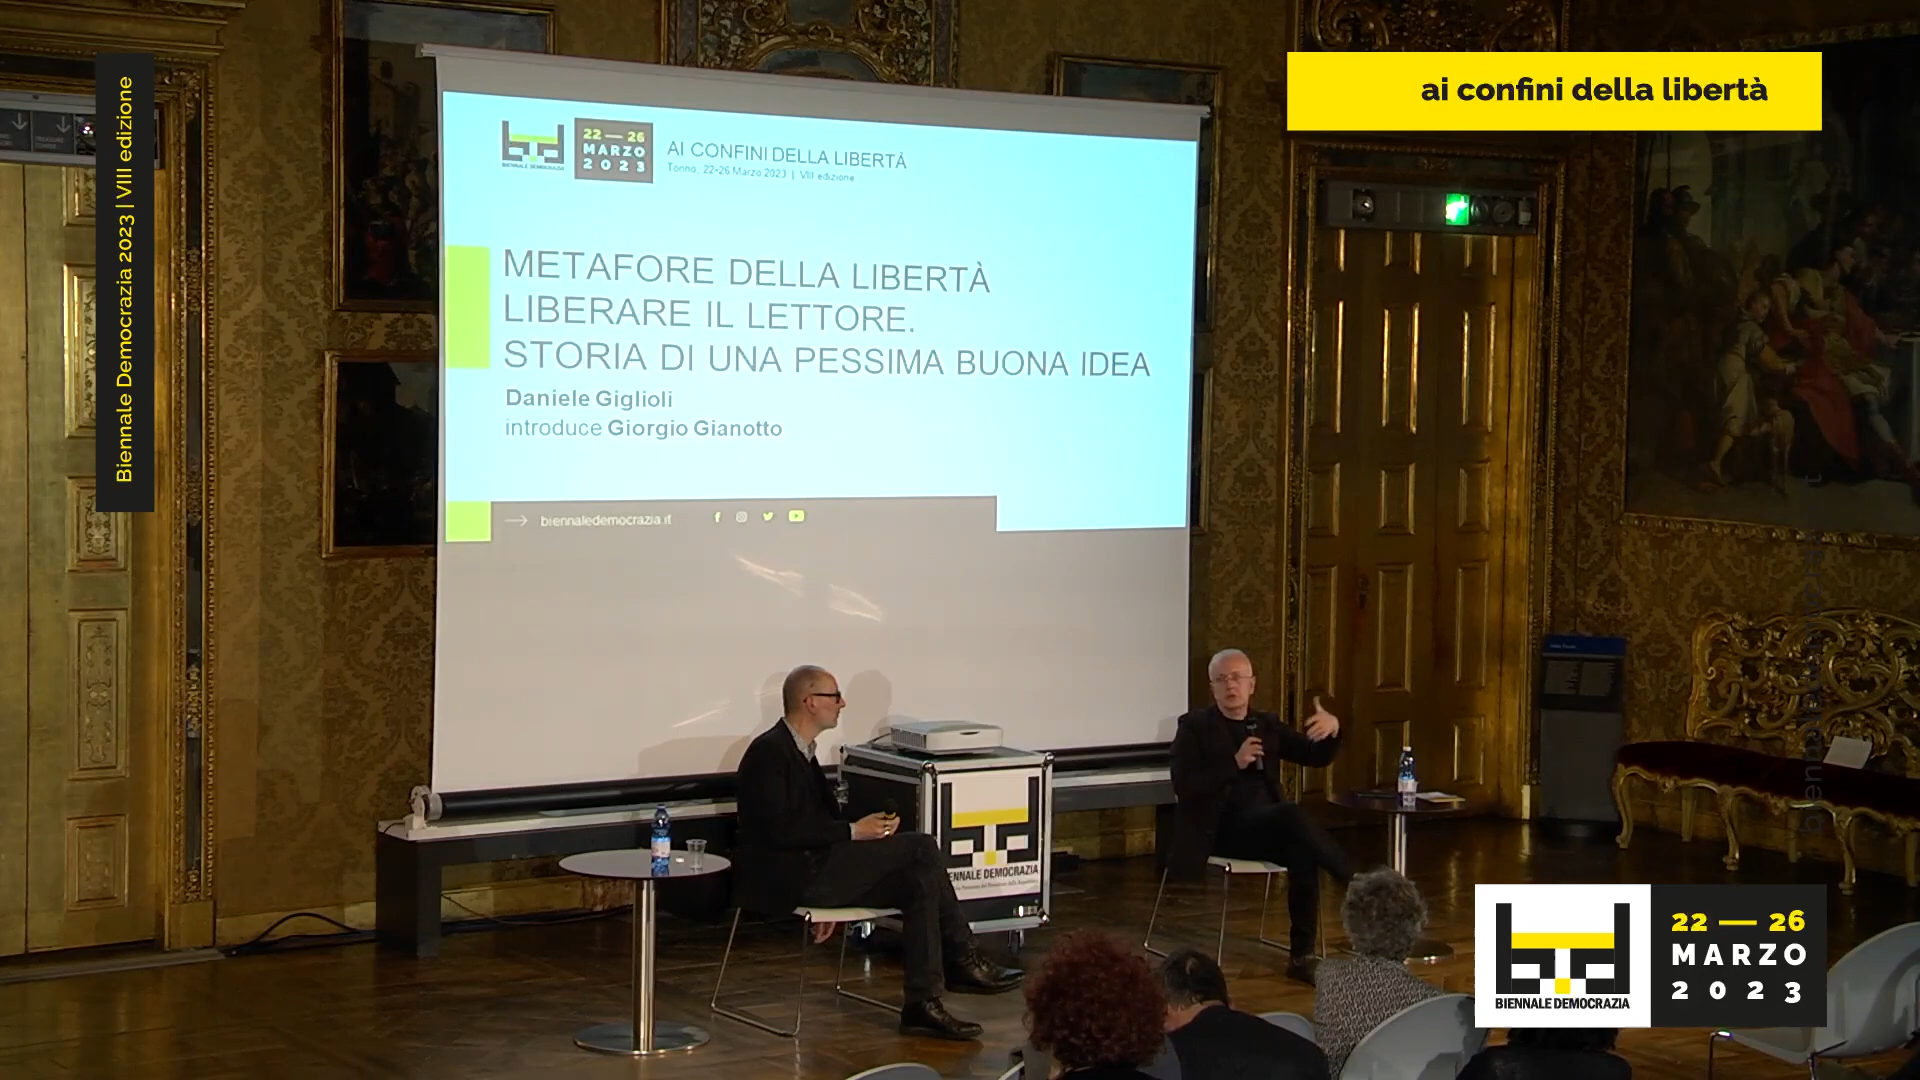 Biennale Democrazia 2023 | VIII edizione
ai confini della libertà
BIENNALE DEMOCRAZIA
22 — 26
MARZO
2023
AI CONFINI DELLA LIBERTÀ
Torino, 22-26 Marzo 2023 | VIII edizione
METAFORE DELLA LIBERTÀ
LIBERARE IL LETTORE.
STORIA DI UNA PESSIMA BUONA IDEA
Daniele Giglioli
introduce Giorgio Gianotto
biennaledemocrazia.it
ENNALE DEMOCRAZIA
BIENNALE DEMOCRAZIA
22 — 26
MARZO
2023